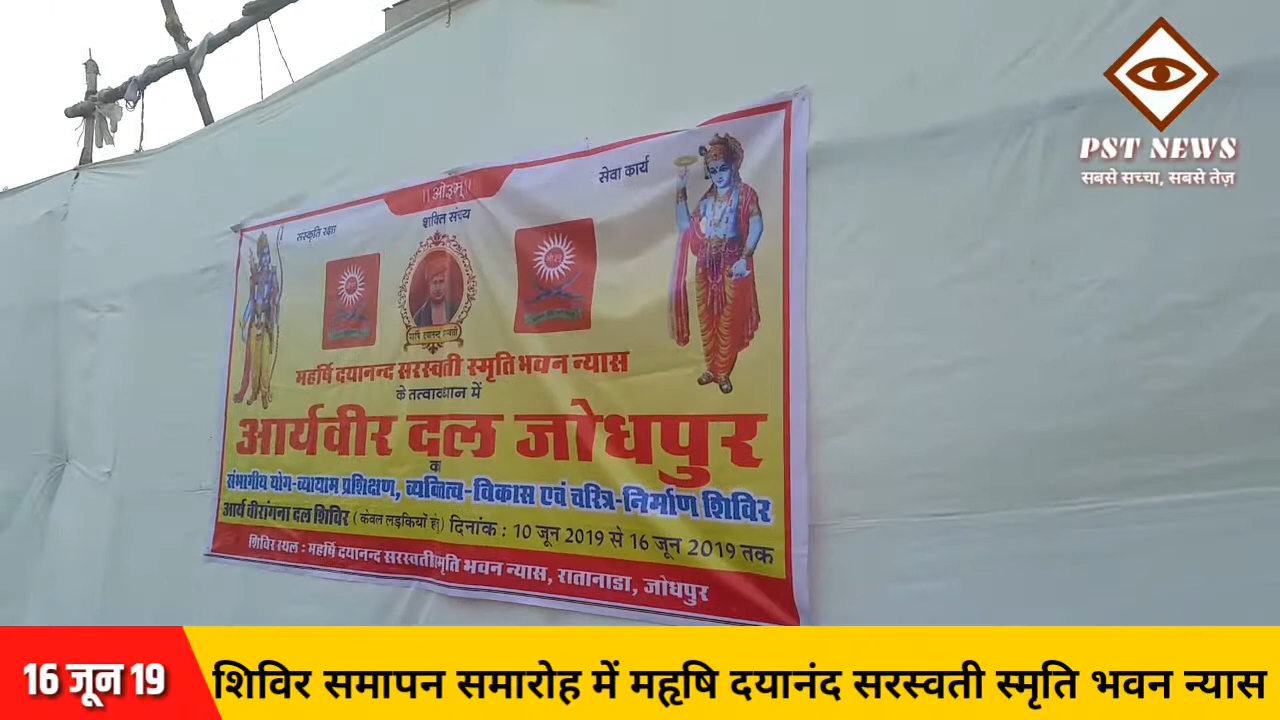 PST NEWS
सबसे सच्चा, सबसे तेज़
।।ओ३म्।।
संस्कृति रक्षा
शक्ति संचय
सेवा कार्य
महर्षि दयानन्द सरस्वती स्मृति भवन न्यास
के तत्वावधान में
आर्यवीर दल जोधपुर
का
संभागीय योग-व्यायाम प्रशिक्षण, व्यक्तित्व-विकास एवं चरित्र-निर्माण शिविर
आर्य वीरांगना दल शिविर (केवल लड़कियों हेतु) दिनांक : 10 जून 2019 से 16 जून 2019 तक
शिविर स्थल : महर्षि दयानन्द सरस्वती स्मृति भवन न्यास, रातानाडा, जोधपुर
16 जून 19
शिविर समापन समारोह में महृषि दयानंद सरस्वती स्मृति भवन न्यास